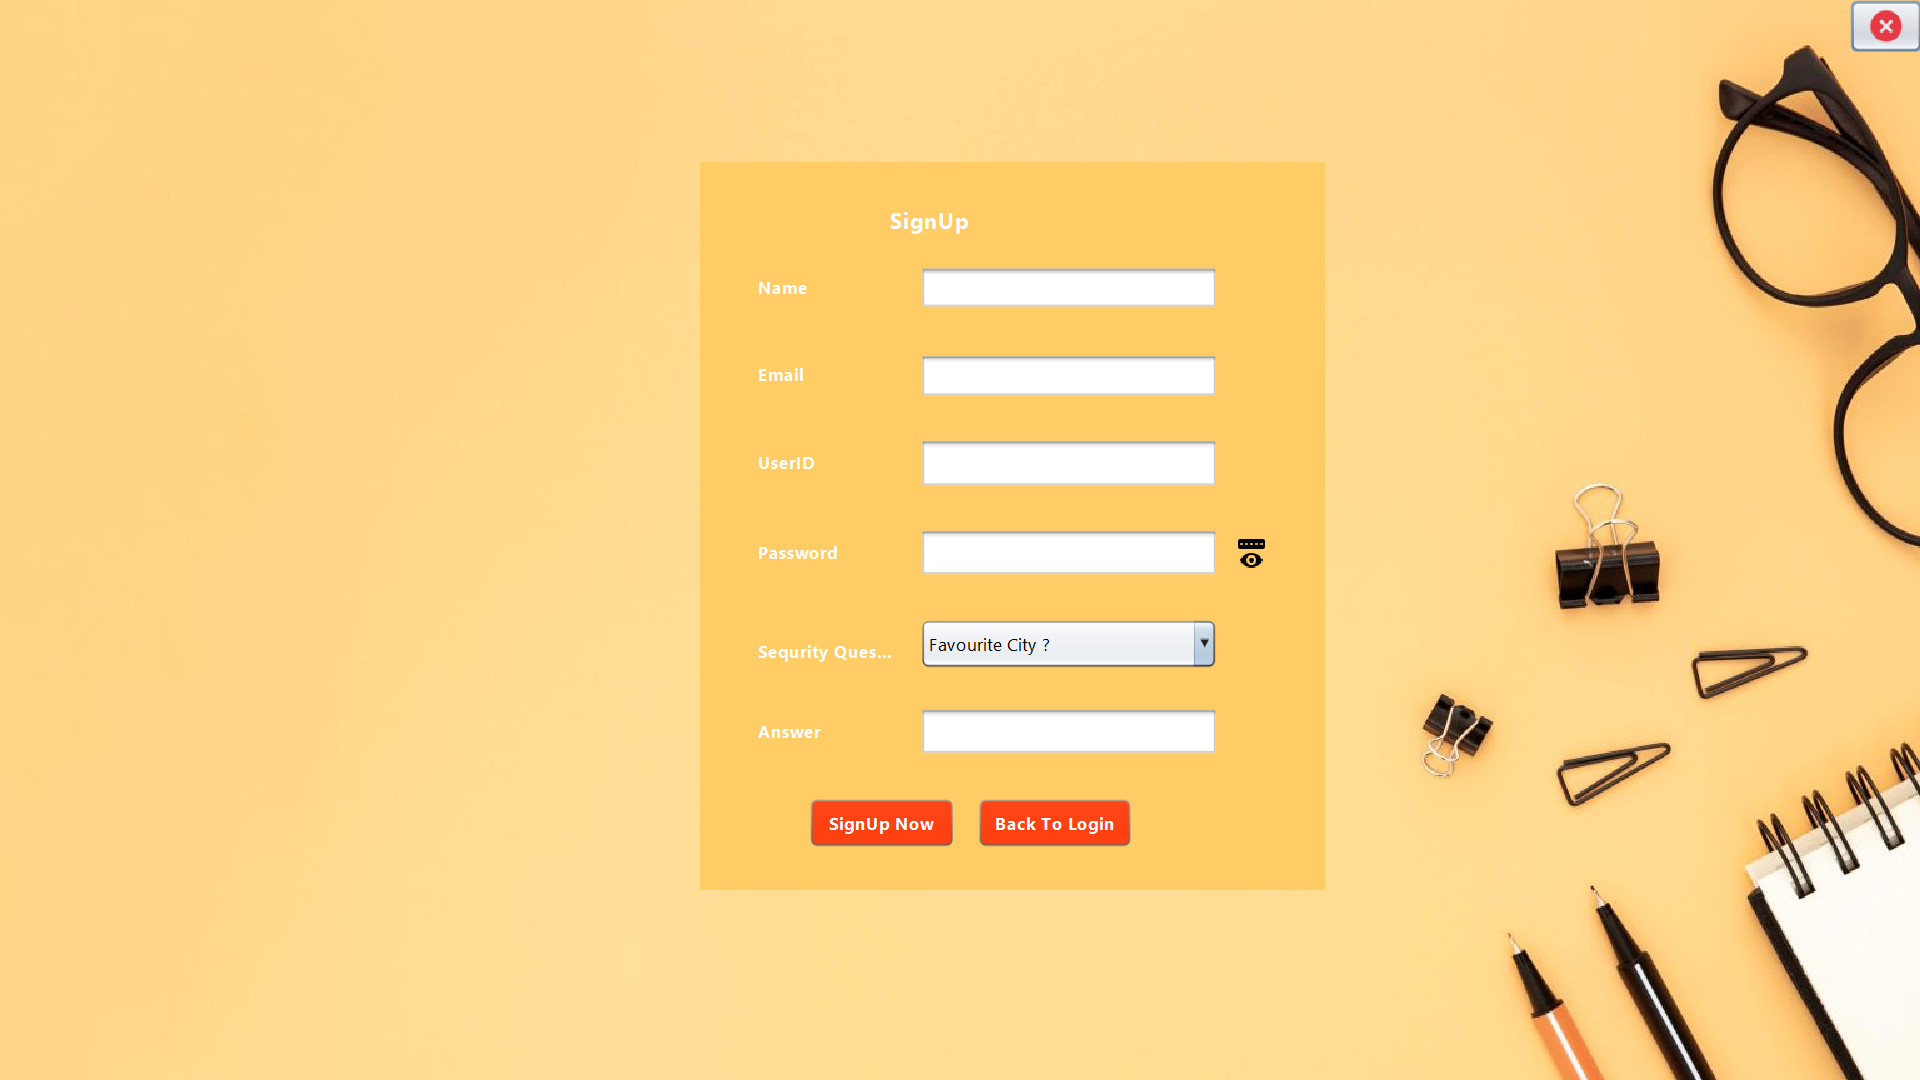 SignUp
Name
Email
UserID
Password
Sequrity Ques...
Favourite City ?
Answer
SignUp Now
Back To Login